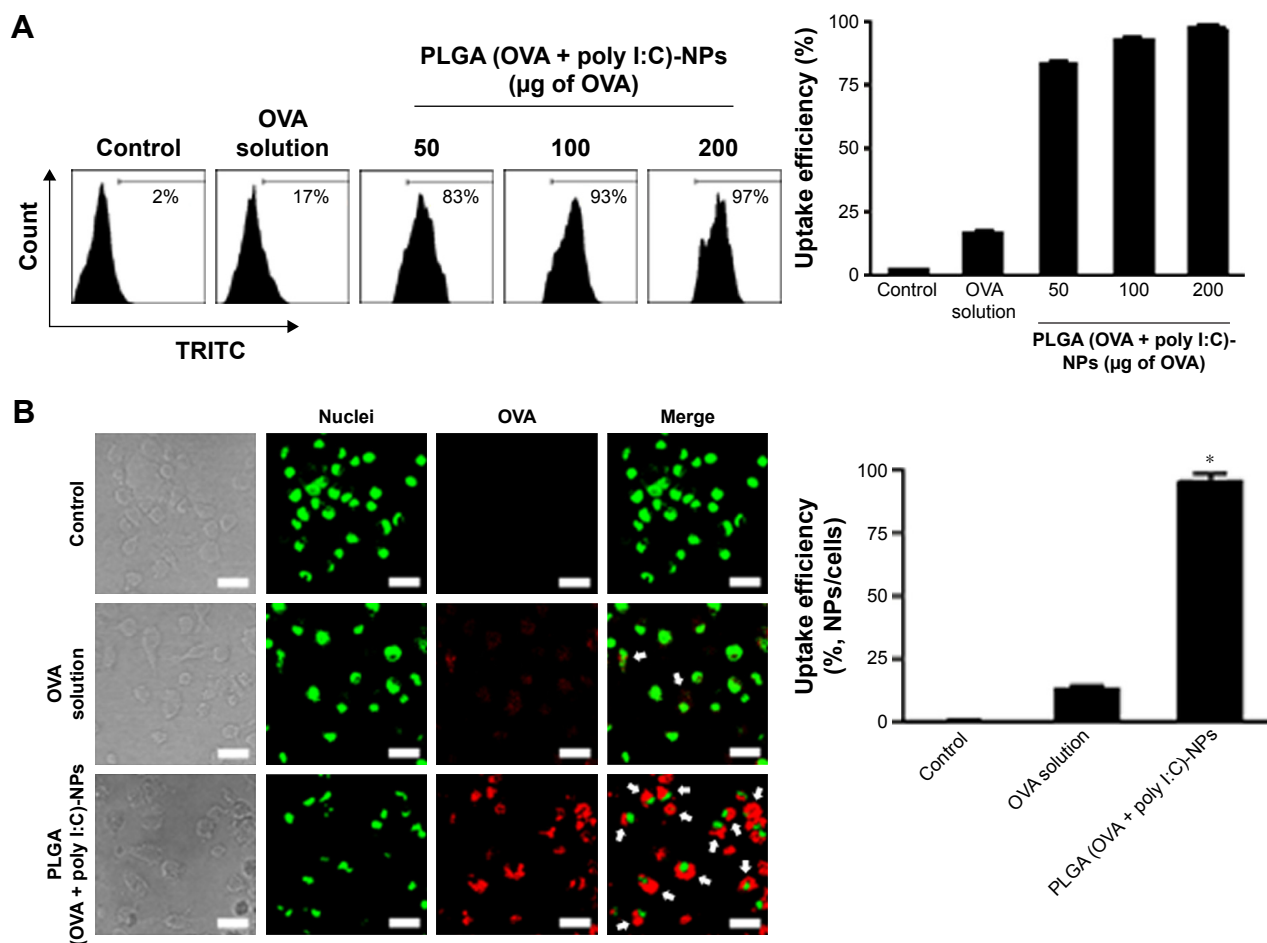 A
PLGA (OVA + poly I:C)-NPs
(µg of OVA)
Control
OVA
solution
50
100
200
2%
17%
83%
93%
97%
Count
TRITC
Uptake efficiency (%)
100
75
50
25
0
Control
OVA
solution
50
100
200
PLGA (OVA + poly I:C)-
NPs (µg of OVA)
B
Nuclei
OVA
Merge
Control
OVA
solution
PLGA
(OVA + poly I:C)-NPs
Uptake efficiency
(%, NPs/cells)
100
75
50
25
0
*
Control
OVA solution
PLGA (OVA + poly I:C)-NPs